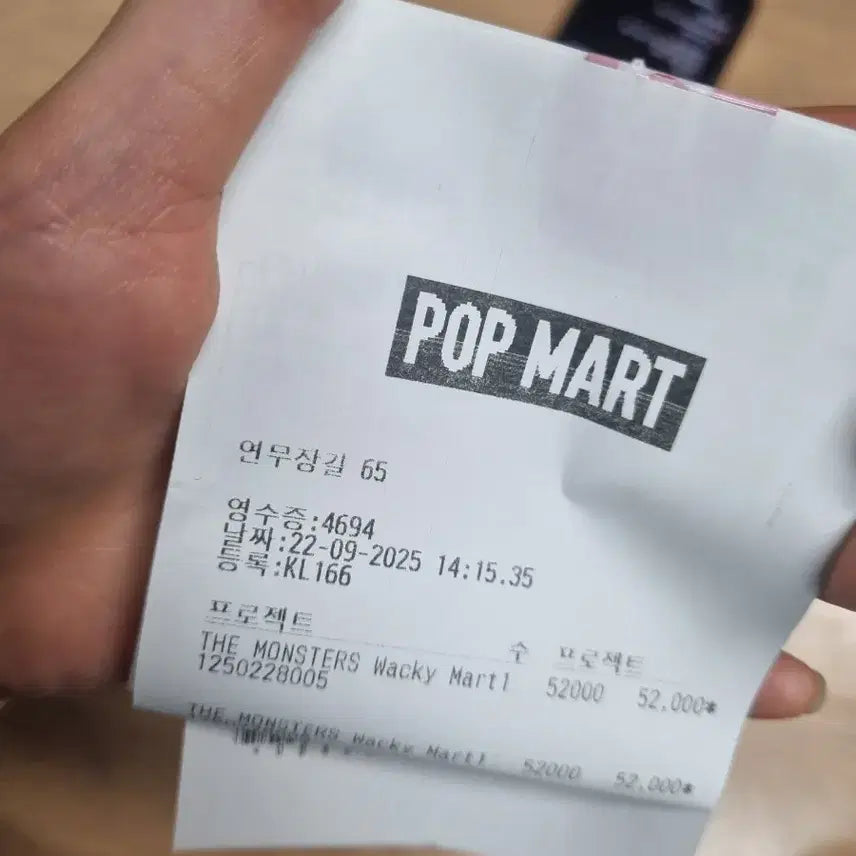 POP MART
연무장길 65
영수증:4694
날짜:22-09-2025 14:15.35
등록:KL166
프로젝트 수 프로젝트
THE MONSTERS Wacky Mart1 52000 52.000*
1250228005
THE MONSTERS Wacky Mart1 52000 52.000*